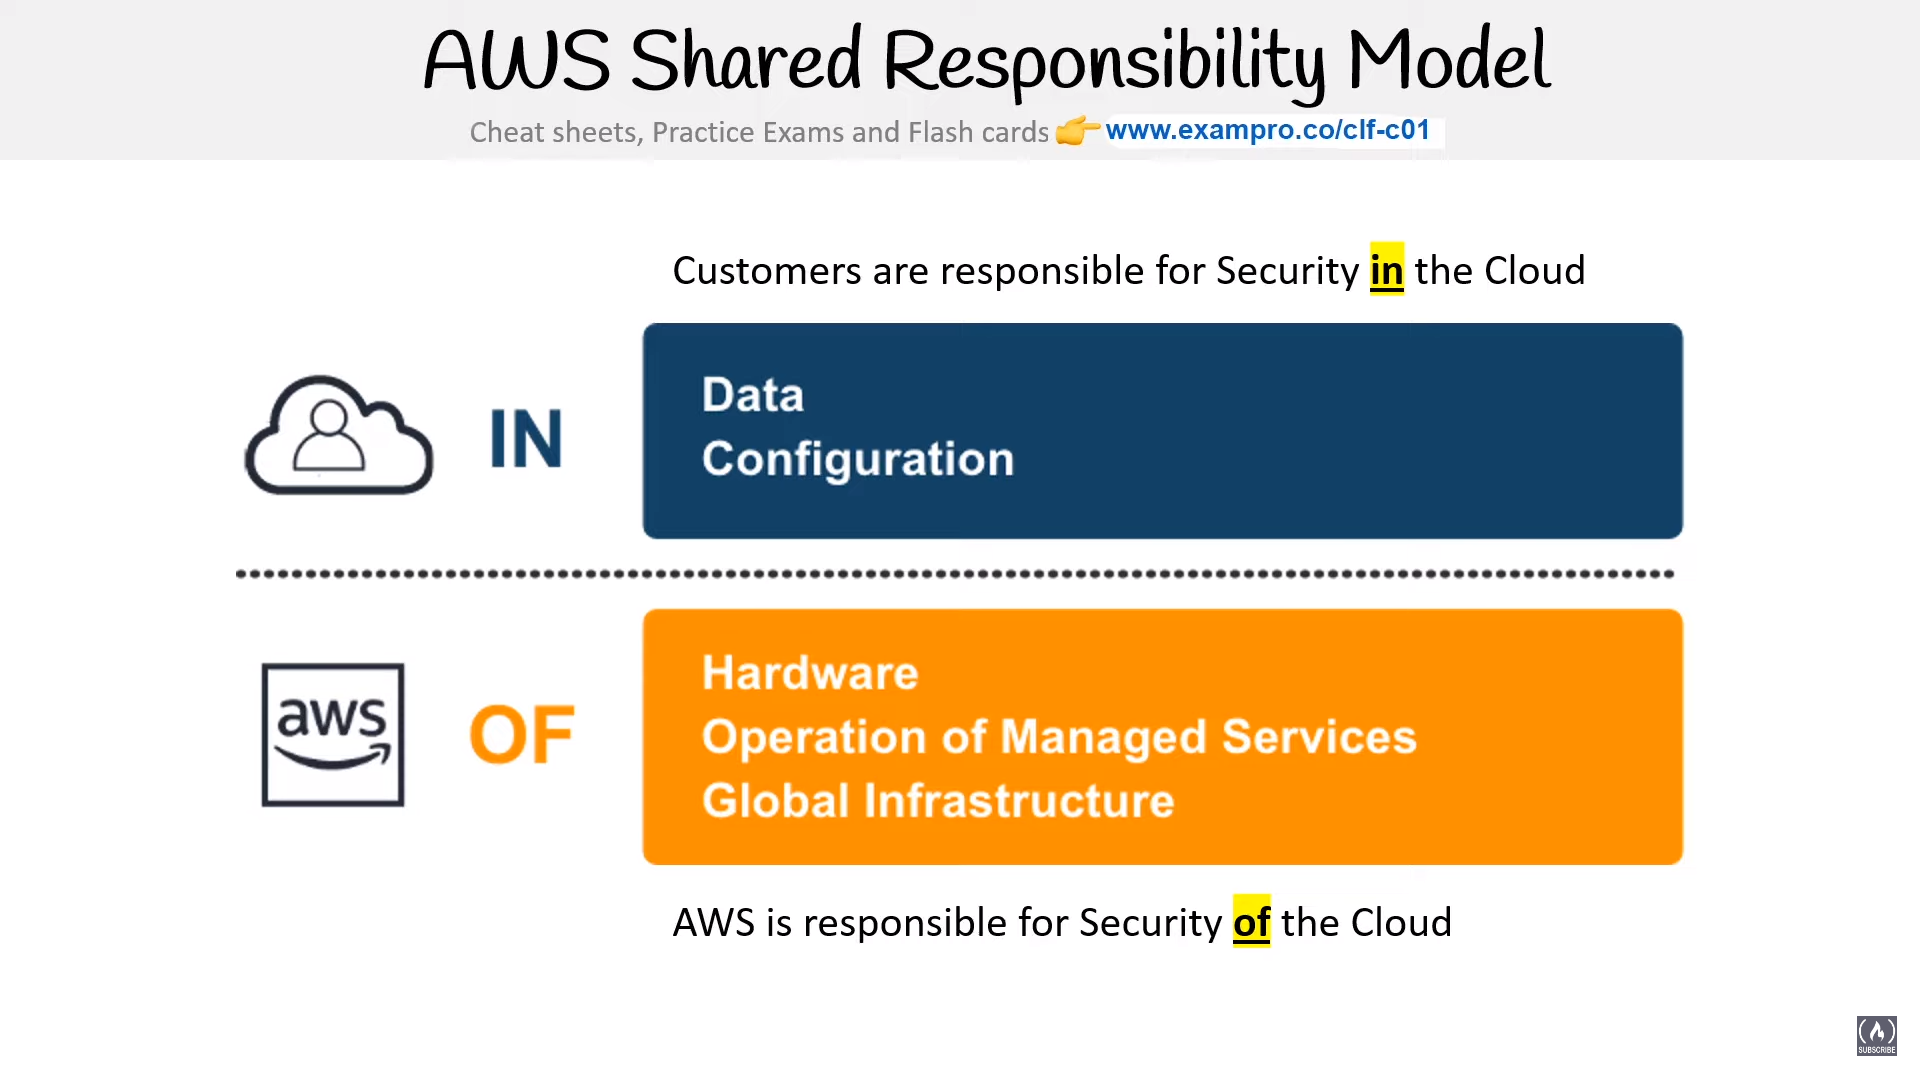 AWS Shared Responsibility Model
Cheat sheets, Practice Exams and Flash cards 👉 www.exampro.co/clf-c01
Customers are responsible for Security in the Cloud
IN
Data
Configuration
aws
OF
Hardware
Operation of Managed Services
Global Infrastructure
AWS is responsible for Security of the Cloud
SUBSCRIBE